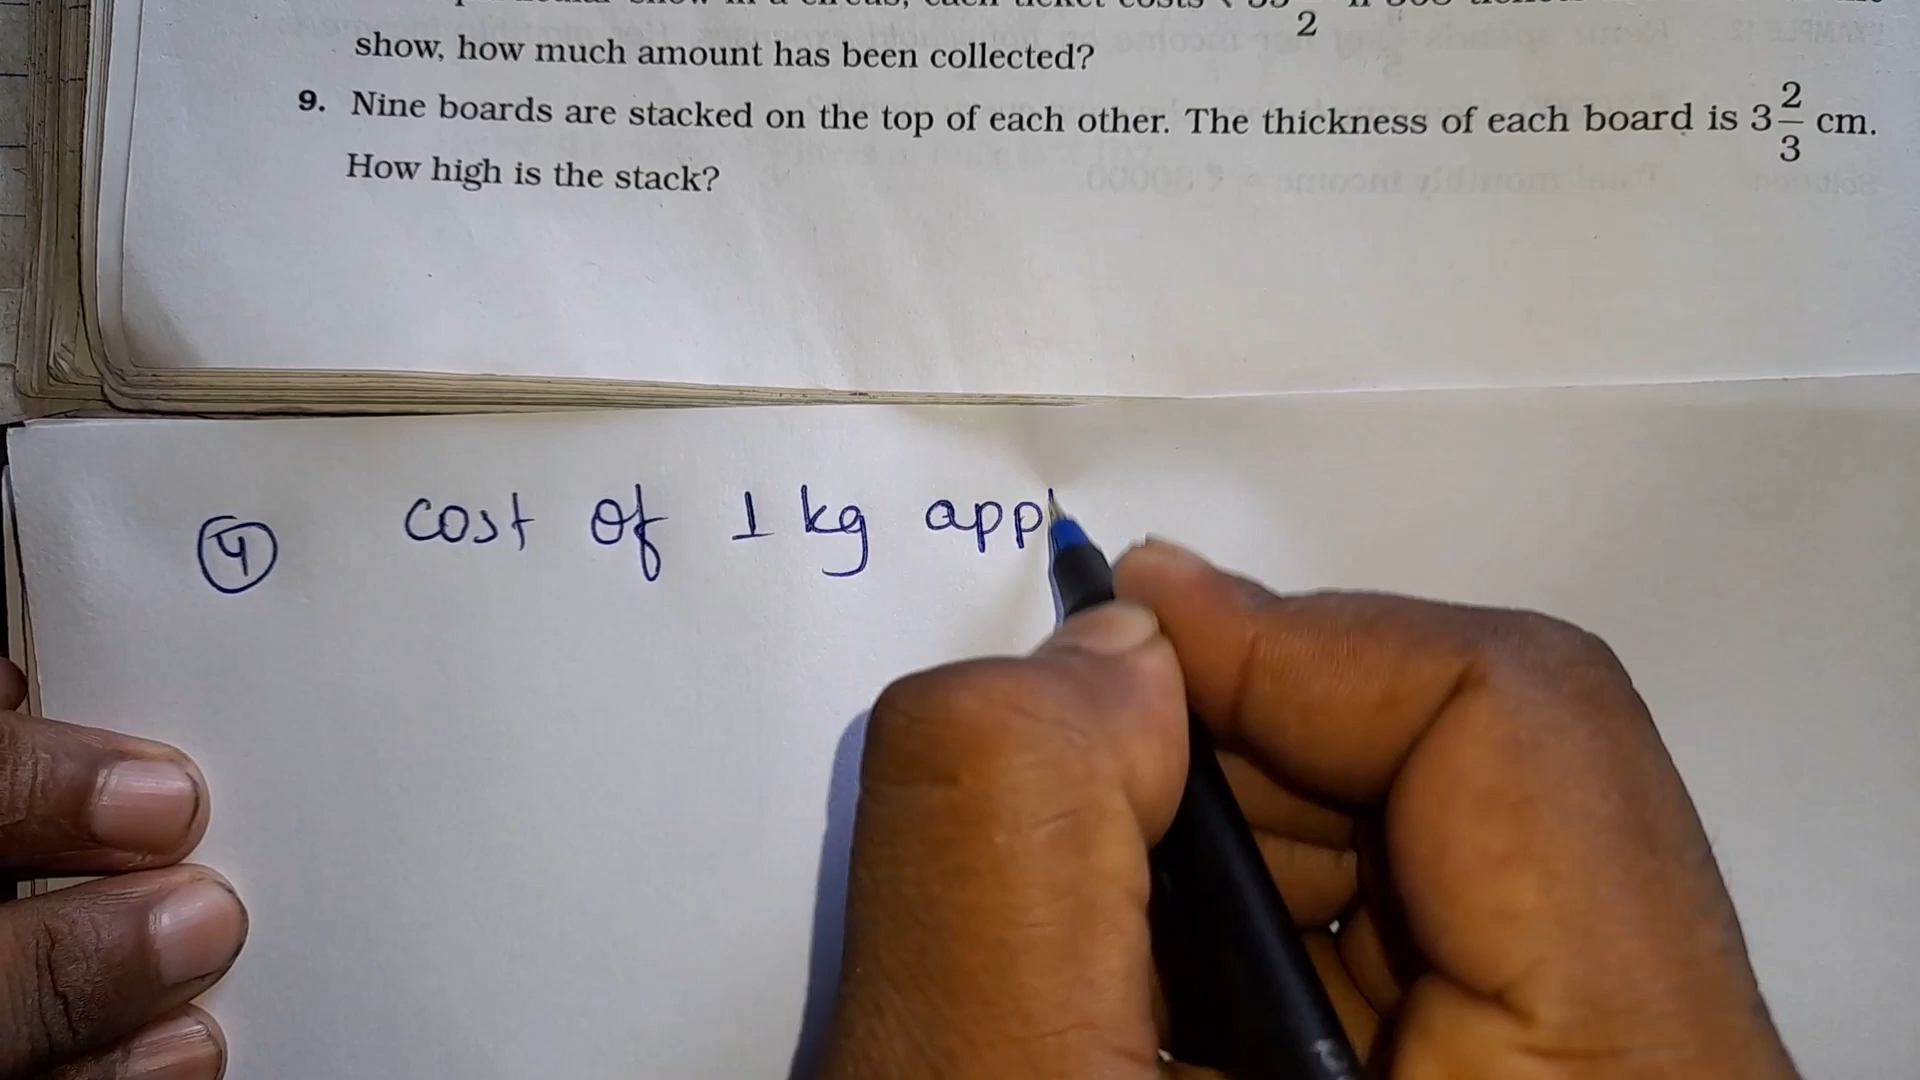 show, how much amount has been collected? 2
9. Nine boards are stacked on the top of each other. The thickness of each board is 3 2/3 cm.
How high is the stack?
4 cost of 1 kg app